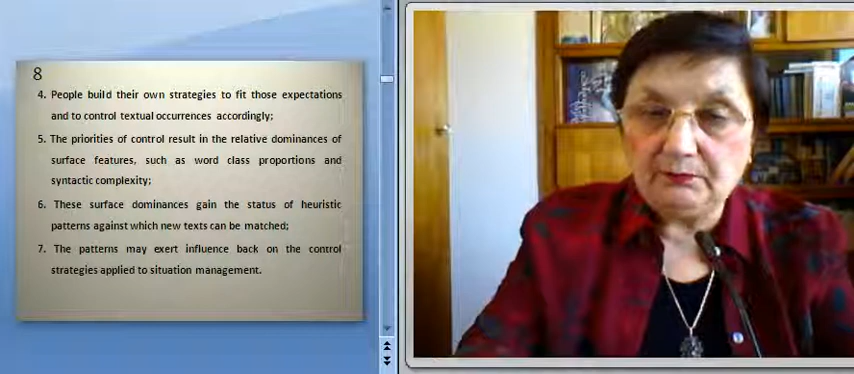 8
4. People build their own strategies to fit those expectations
and to control textual occurrences accordingly;
5. The priorities of control result in the relative dominances of
surface features, such as word class proportions and
syntactic complexity;
6. These surface dominances gain the status of heuristic
patterns against which new texts can be matched;
7. The patterns may exert influence back on the control
strategies applied to situation management.